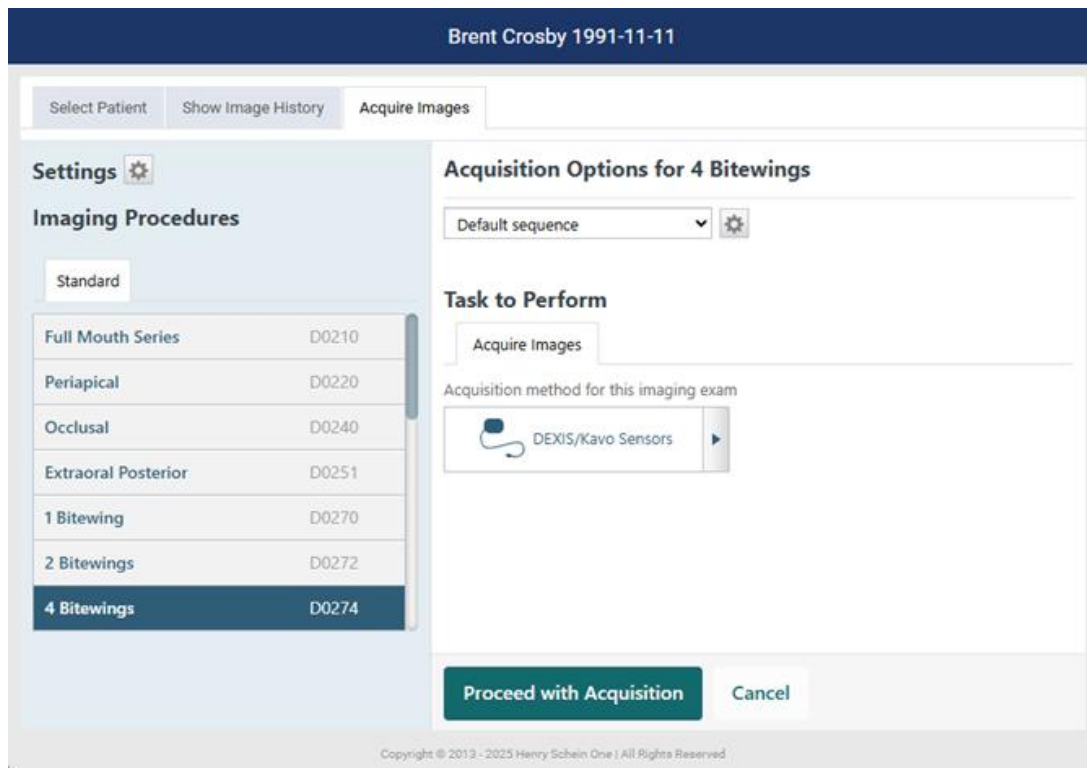 Brent Crosby 1991-11-11
Select Patient Show Image History Acquire Images
Settings
Imaging Procedures
Standard
Full Mouth Series D0210
Periapical D0220
Occlusal D0240
Extraoral Posterior D0251
1 Bitewing D0270
2 Bitewings D0272
4 Bitewings D0274
Acquisition Options for 4 Bitewings
Default sequence
Task to Perform
Acquire Images
Acquisition method for this imaging exam
DEXIS/Kavo Sensors
Proceed with Acquisition Cancel
Copyright © 2013 - 2025 Henry Schein One | All Rights Reserved